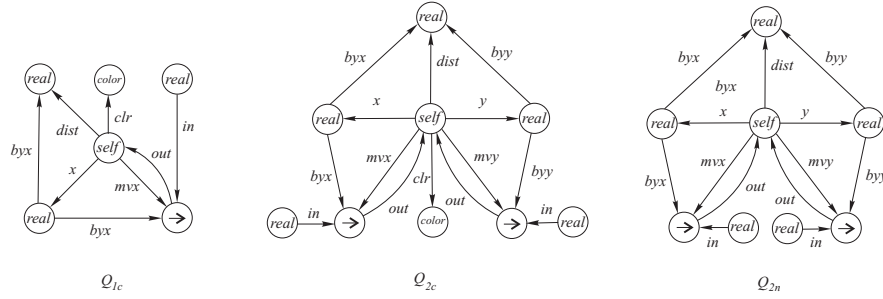 real
real
byx
byy
dist
x
y
real
self
real
byx
mvx
mvy
byy
clr
out
out
real
in
color
in
real
Q2c
real
color
real
dist
clr
in
byx
self
out
x
mvx
real
byx
Q1c
real
byx
byy
byx
dist
x
y
real
self
real
byx
mvx
mvy
byy
out
out
real
real
in
in
Q2n